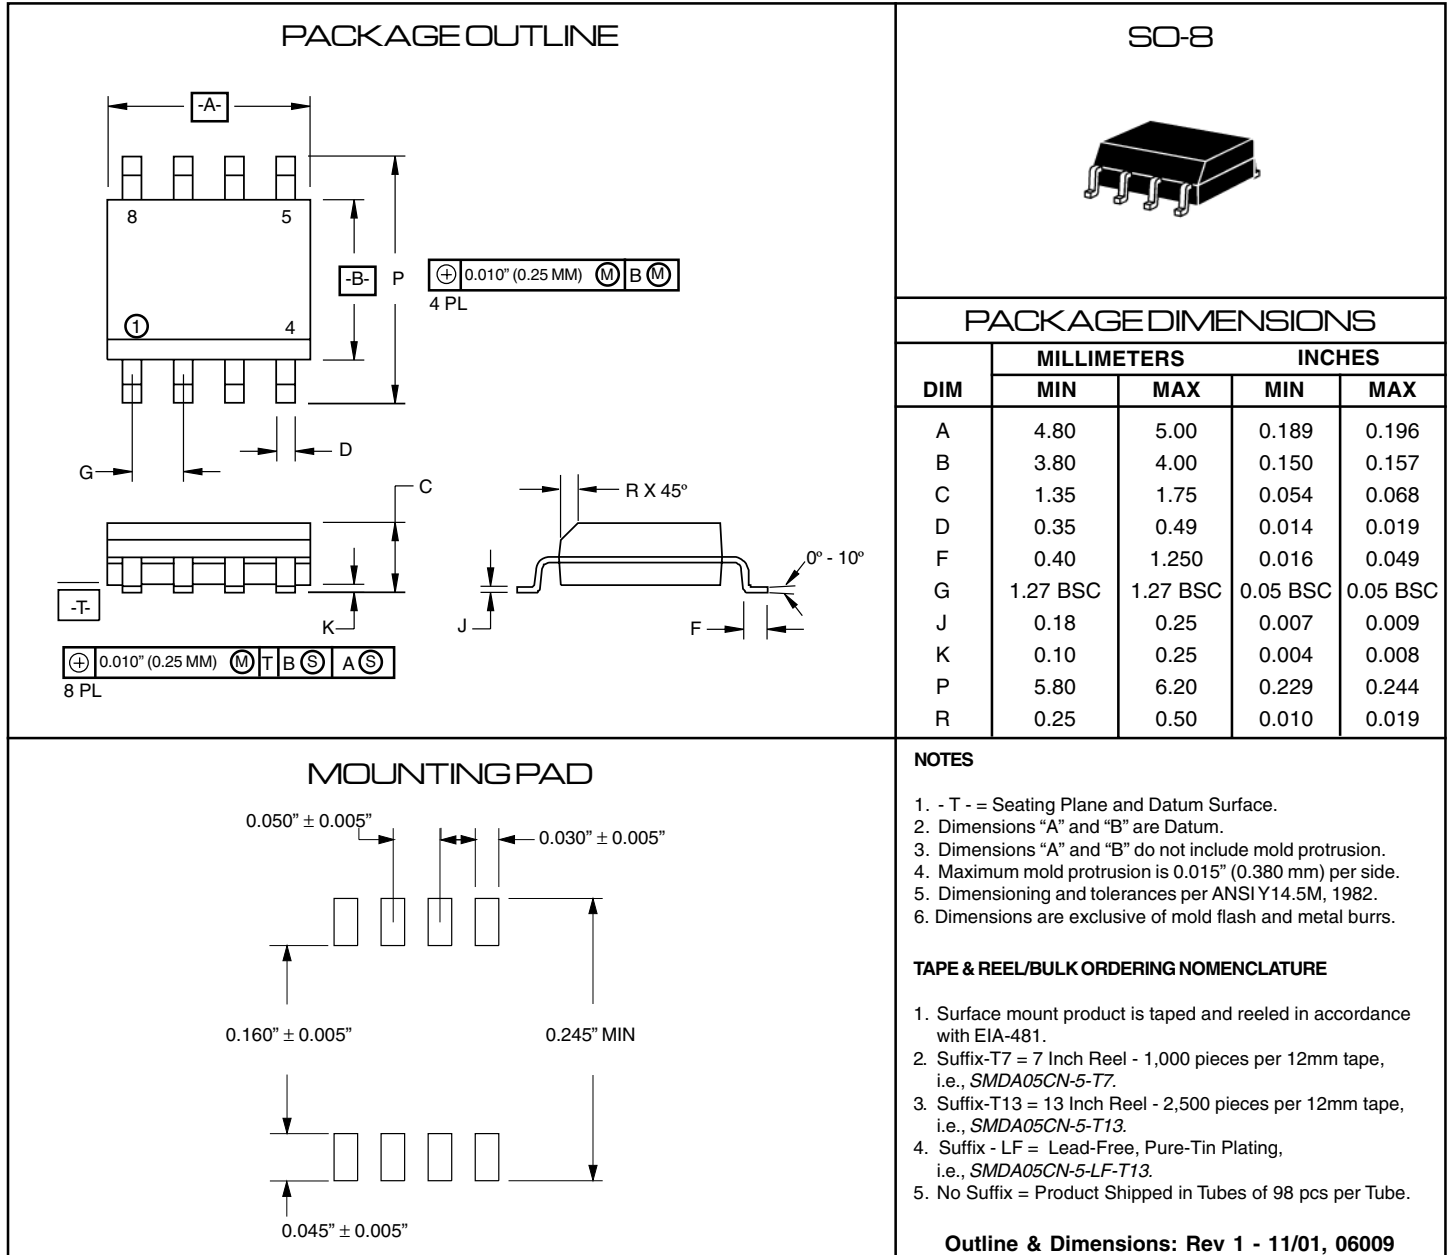 PACKAGE OUTLINE
-A-
8 5
-B- P
⌖ 0.010” (0.25 MM) Ⓜ B Ⓜ
4 PL
① 4
D
G
C
R X 45º
0º - 10º
-T-
K
J
F
⌖ 0.010” (0.25 MM) Ⓜ T B Ⓢ A Ⓢ
8 PL
SO-8
PACKAGE DIMENSIONS
MILLIMETERS INCHES
DIM MIN MAX MIN MAX
A 4.80 5.00 0.189 0.196
B 3.80 4.00 0.150 0.157
C 1.35 1.75 0.054 0.068
D 0.35 0.49 0.014 0.019
F 0.40 1.250 0.016 0.049
G 1.27 BSC 1.27 BSC 0.05 BSC 0.05 BSC
J 0.18 0.25 0.007 0.009
K 0.10 0.25 0.004 0.008
P 5.80 6.20 0.229 0.244
R 0.25 0.50 0.010 0.019
MOUNTING PAD
0.050” ± 0.005”
0.030” ± 0.005”
0.160” ± 0.005”
0.245” MIN
0.045” ± 0.005”
NOTES
1. - T - = Seating Plane and Datum Surface.
2. Dimensions “A” and “B” are Datum.
3. Dimensions “A” and “B” do not include mold protrusion.
4. Maximum mold protrusion is 0.015” (0.380 mm) per side.
5. Dimensioning and tolerances per ANSI Y14.5M, 1982.
6. Dimensions are exclusive of mold flash and metal burrs.
TAPE & REEL/BULK ORDERING NOMENCLATURE
1. Surface mount product is taped and reeled in accordance
with EIA-481.
2. Suffix-T7 = 7 Inch Reel - 1,000 pieces per 12mm tape,
i.e., SMDA05CN-5-T7.
3. Suffix-T13 = 13 Inch Reel - 2,500 pieces per 12mm tape,
i.e., SMDA05CN-5-T13.
4. Suffix - LF = Lead-Free, Pure-Tin Plating,
i.e., SMDA05CN-5-LF-T13.
5. No Suffix = Product Shipped in Tubes of 98 pcs per Tube.
Outline & Dimensions: Rev 1 - 11/01, 06009